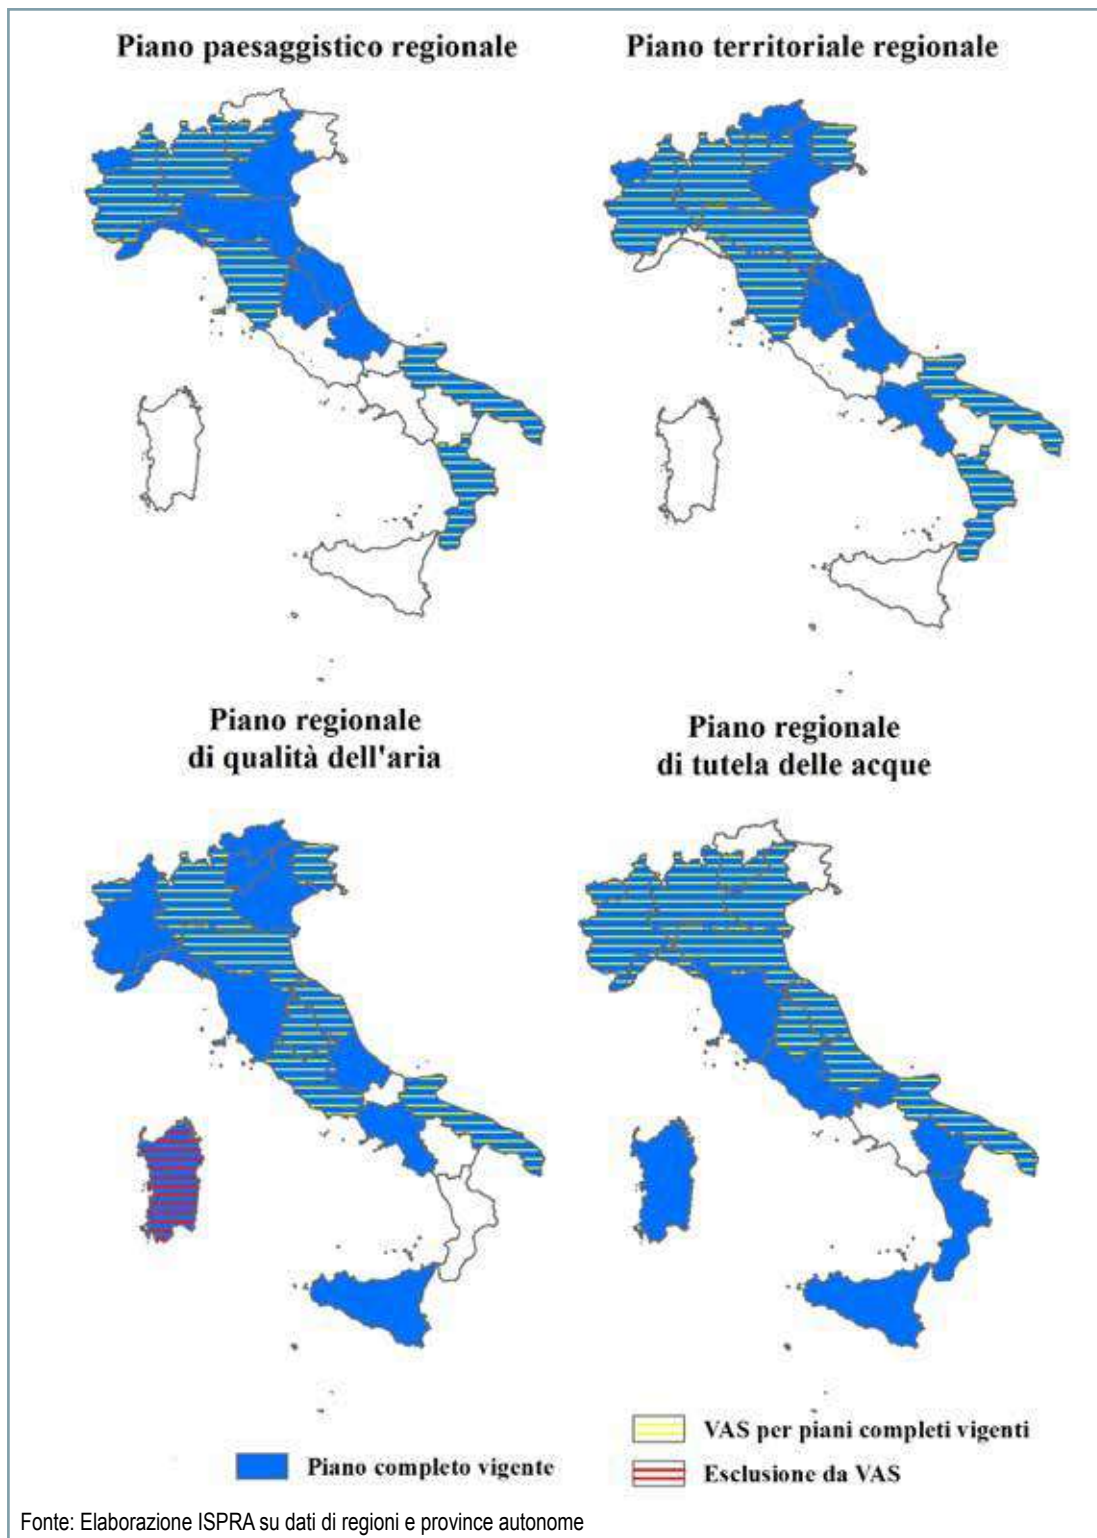 Piano paesaggistico regionale
Piano territoriale regionale
Piano regionale
di qualità dell'aria
Piano regionale
di tutela delle acque
Piano completo vigente
VAS per piani completi vigenti
Esclusione da VAS
Fonte: Elaborazione ISPRA su dati di regioni e province autonome